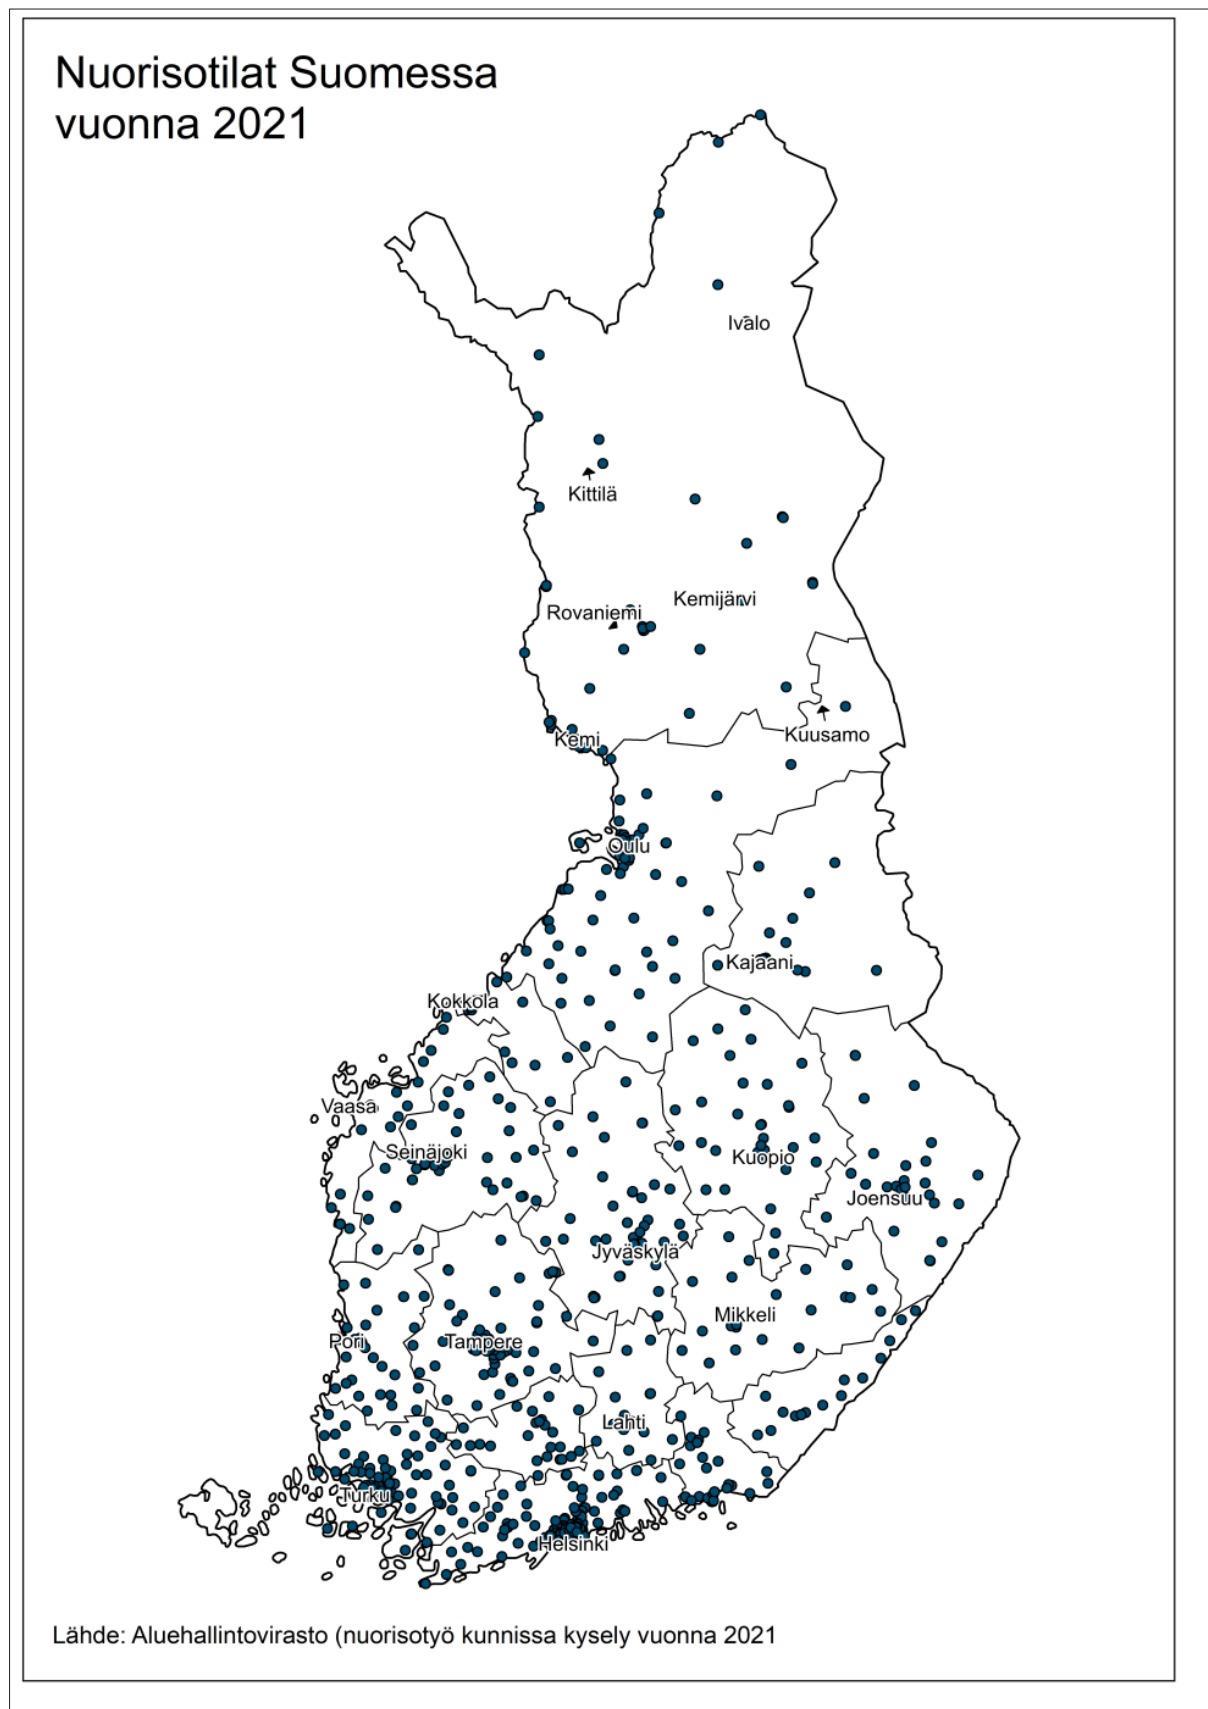 Nuorisotilat Suomessa
vuonna 2021
Ivalo
Kittilä
Kemijärvi
Rovaniemi
Kuusamo
Kemi
Oulu
Kajaani
Kokkola
Vaasa
Seinäjoki
Kuopio
Joensuu
Jyväskylä
Mikkeli
Pori
Tampere
Lahti
Turku
Helsinki
Lähde: Aluehallintovirasto (nuorisotyö kunnissa kysely vuonna 2021